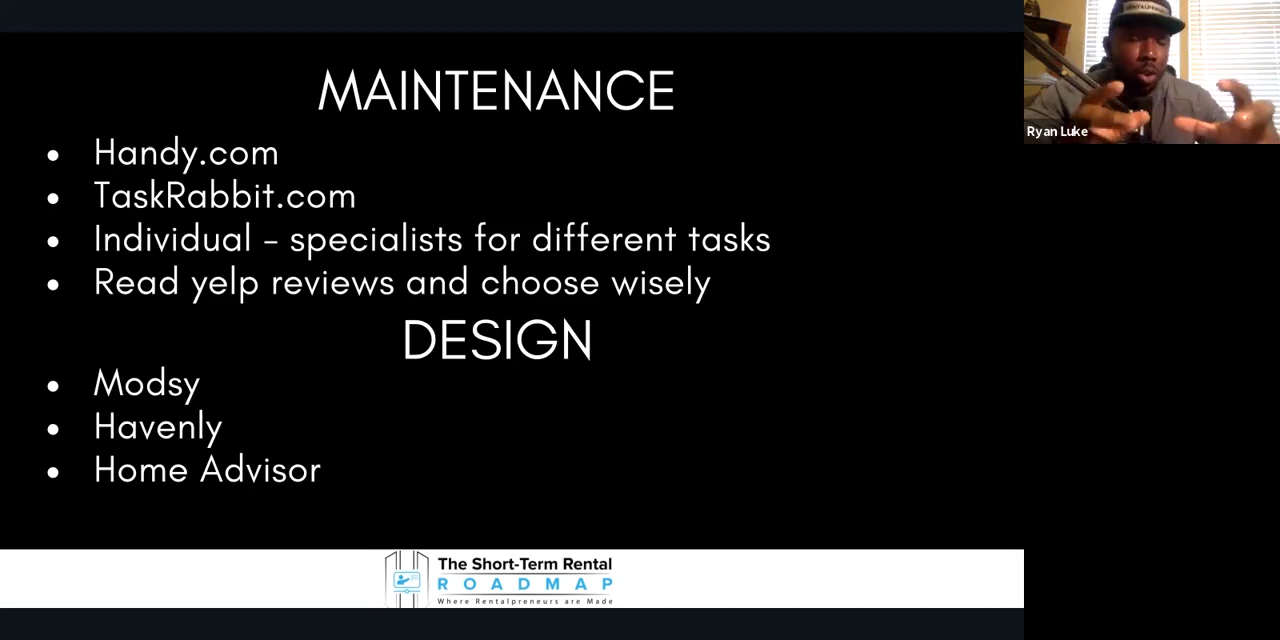 MAINTENANCE
• Handy.com
• TaskRabbit.com
• Individual – specialists for different tasks
• Read yelp reviews and choose wisely
DESIGN
• Modsy
• Havenly
• Home Advisor
The Short-Term Rental
ROADMAP
Where Rentalpreneurs are Made
Ryan Luke